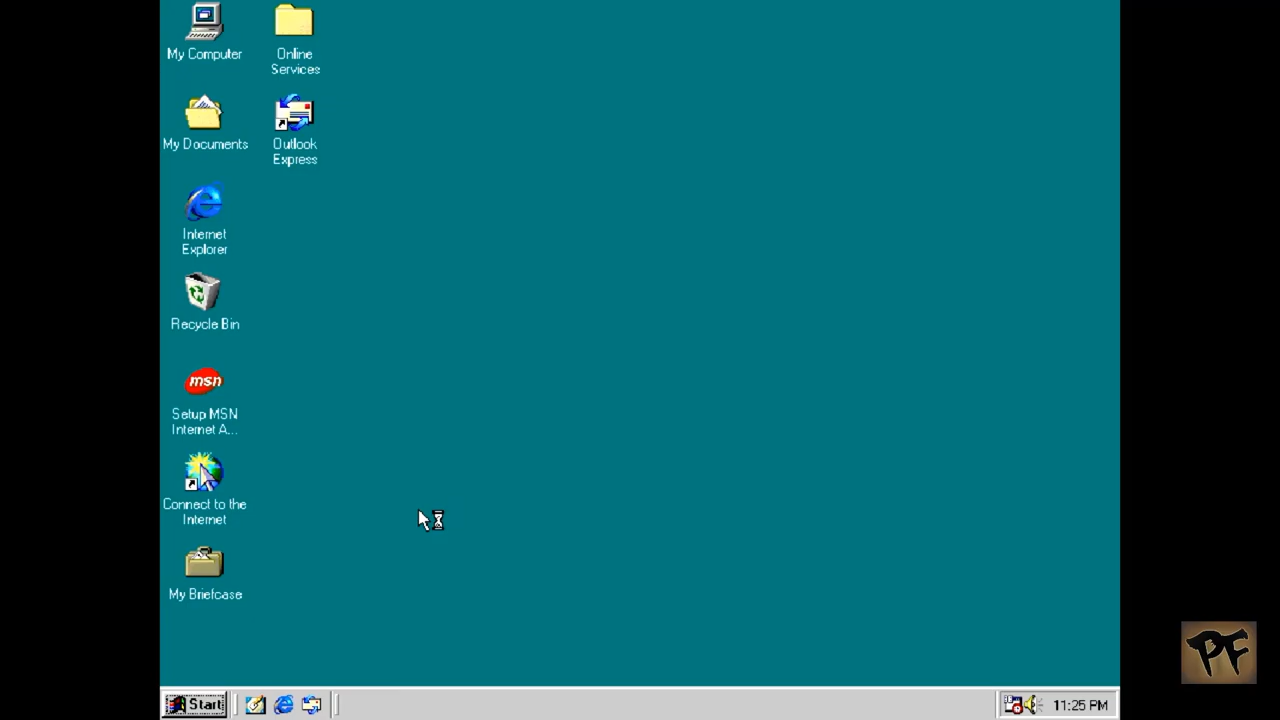 My Computer
Online
Services
My Documents
Outlook
Express
Internet
Explorer
Recycle Bin
msn
Setup MSN
Internet A...
Connect to the
Internet
My Briefcase
Start
11:25 PM
PF